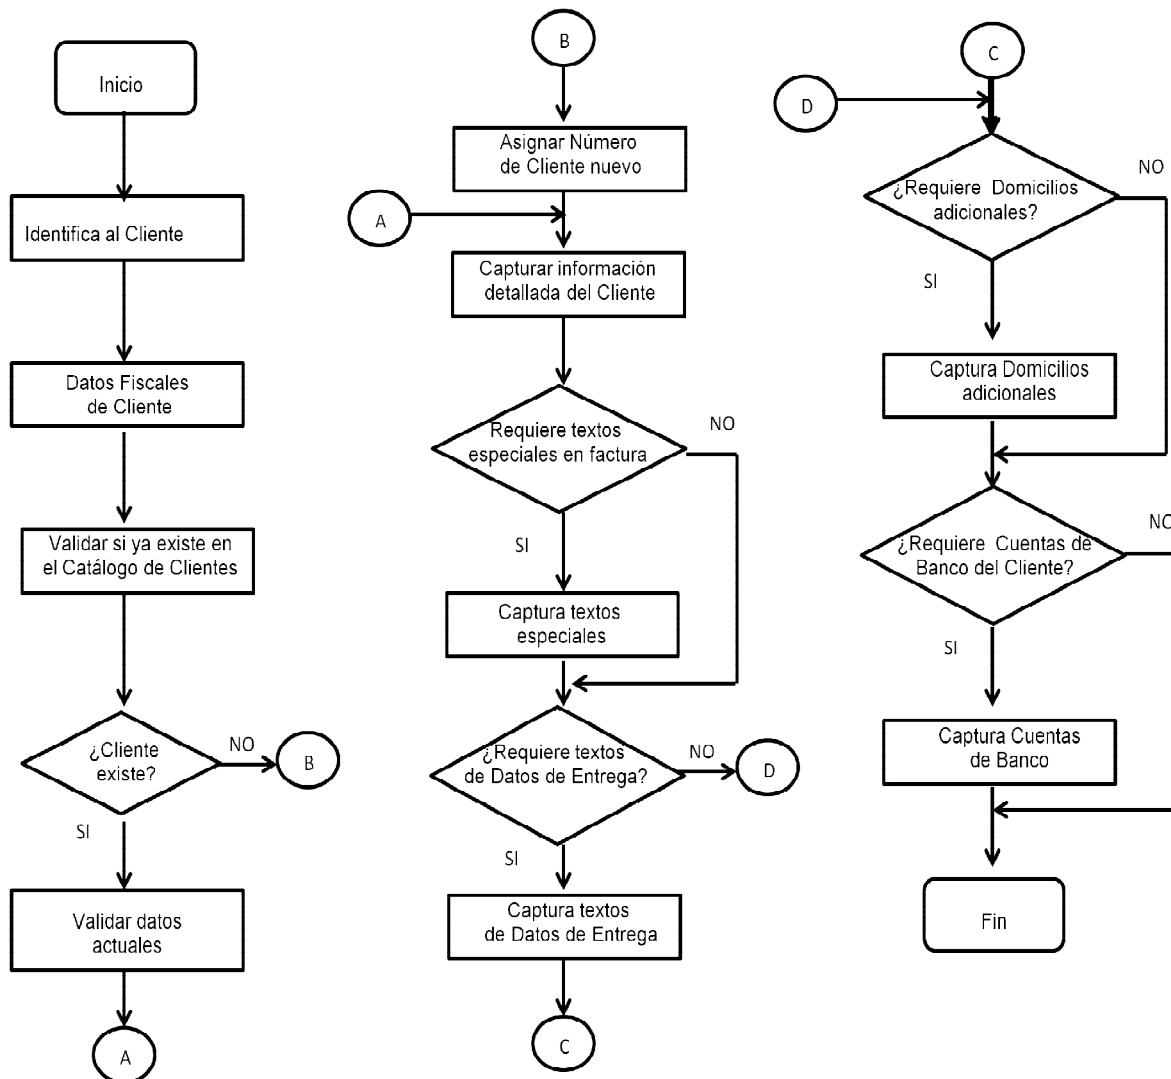 Inicio
Identifica al Cliente
Datos Fiscales
de Cliente
Validar si ya existe en
el Catálogo de Clientes
¿Cliente
existe?
NO
B
SI
Validar datos
actuales
A
B
Asignar Número
de Cliente nuevo
A
Capturar información
detallada del Cliente
Requiere textos
especiales en factura
NO
SI
Captura textos
especiales
¿Requiere textos
de Datos de Entrega?
NO
D
SI
Captura textos
de Datos de Entrega
C
C
D
¿Requiere Domicilios
adicionales?
NO
SI
Captura Domicilios
adicionales
¿Requiere Cuentas de
Banco del Cliente?
NO
SI
Captura Cuentas
de Banco
Fin